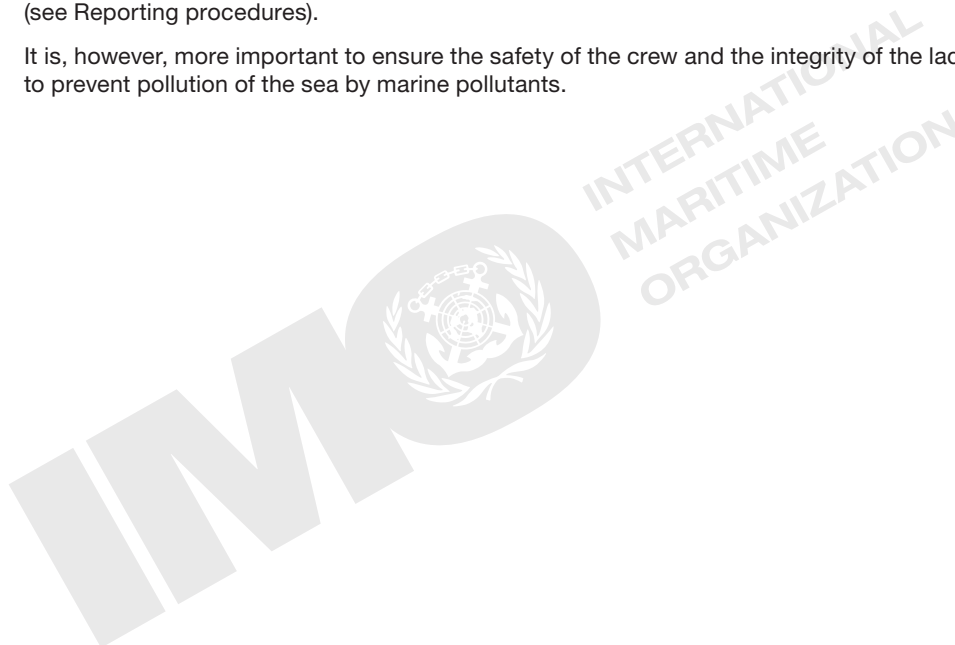 (see Reporting procedures).
It is, however, more important to ensure the safety of the crew and the integrity of the
to prevent pollution of the sea by marine pollutants.
INTERNATIONAL
MARITIME
ORGANIZATION
IMO